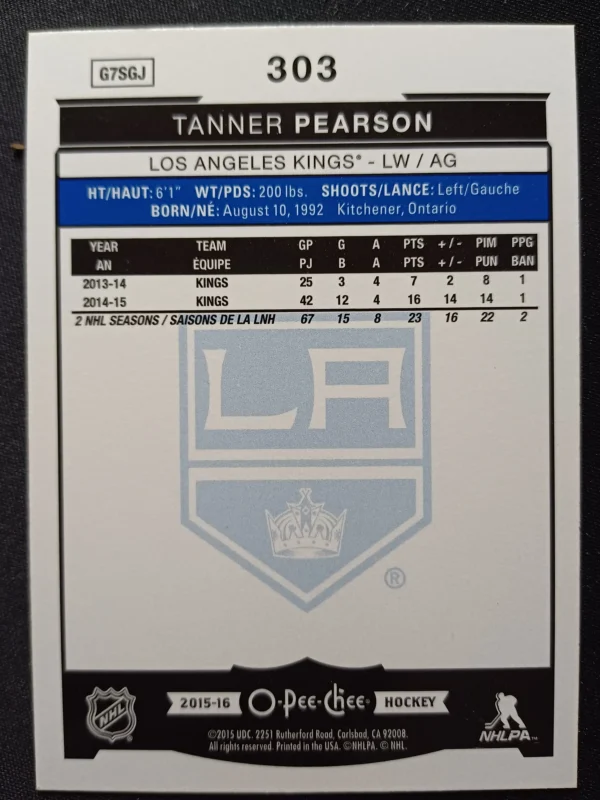 G7SGJ
303
TANNER PEARSON
LOS ANGELES KINGS® - LW / AG
HT/HAUT: 6'1" WT/PDS: 200 lbs. SHOOTS/LANCE: Left/Gauche
BORN/NÉ: August 10, 1992 Kitchener, Ontario
YEAR TEAM GP G A PTS +/- PIM PPG
AN ÉQUIPE PJ B A PTS +/- PUN BAN
2013-14 KINGS 25 3 4 7 2 8 1
2014-15 KINGS 42 12 4 16 14 14 1
2 NHL SEASONS / SAISONS DE LA LNH 67 15 8 23 16 22 2
LA
®
NHL
2015-16 O-Pee-Chee® HOCKEY
NHLPA™
©2015 UDC. 2251 Rutherford Road, Carlsbad, CA 92008.
All rights reserved. Printed in the USA. ©NHLPA. © NHL.